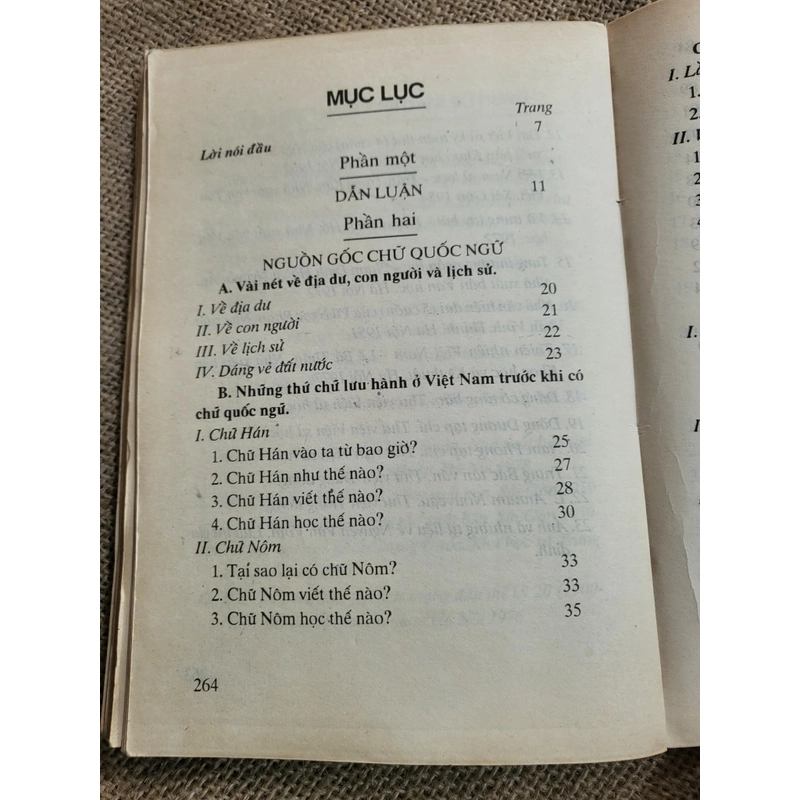 MỤC LỤC
Trang
Lời nói đầu 7
Phần một
DẪN LUẬN 11
Phần hai
NGUỒN GỐC CHỮ QUỐC NGỮ
A. Vài nét về địa dư, con người và lịch sử.
I. Về địa dư 20
II. Về con người 21
III. Về lịch sử 22
IV. Dáng vẻ đất nước 23
B. Những thứ chữ lưu hành ở Việt Nam trước khi có
chữ quốc ngữ.
I. Chữ Hán
1. Chữ Hán vào ta từ bao giờ? 25
2. Chữ Hán như thế nào? 27
3. Chữ Hán viết thế nào? 28
4. Chữ Hán học thế nào? 30
II. Chữ Nôm
1. Tại sao lại có chữ Nôm? 33
2. Chữ Nôm viết thế nào? 33
3. Chữ Nôm học thế nào? 35
264